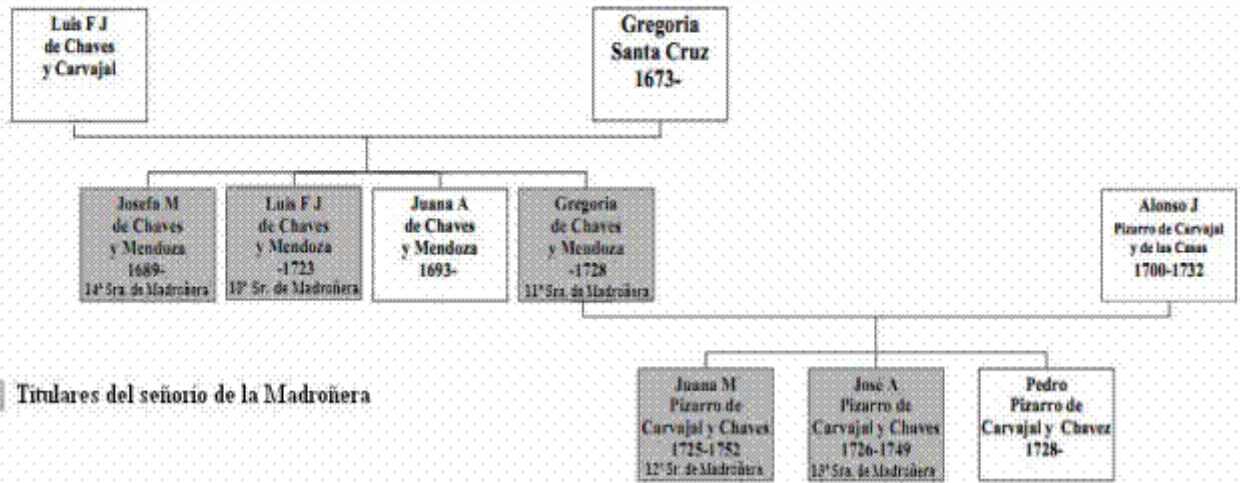 Luis F J
de Chaves
y Carvajal
Gregoria
Santa Cruz
1673-
Josefa M
de Chaves
y Mendoza
1689-
14ª Sra. de Madroñera
Luis F J
de Chaves
y Mendoza
-1723
10º Sr. de Madroñera
Juana A
de Chaves
y Mendoza
1693-
Gregoria
de Chaves
y Mendoza
-1728
11ª Sra. de Madroñera
Alonso J
Pizarro de Carvajal
y de las Casas
1700-1732
Titulares del señorío de la Madroñera
Juana M
Pizarro de
Carvajal y Chaves
1725-1752
12º Sr. de Madroñera
José A
Pizarro de
Carvajal y Chaves
1726-1749
13ª Sra. de Madroñera
Pedro
Pizarro de
Carvajal y Chavez
1728-